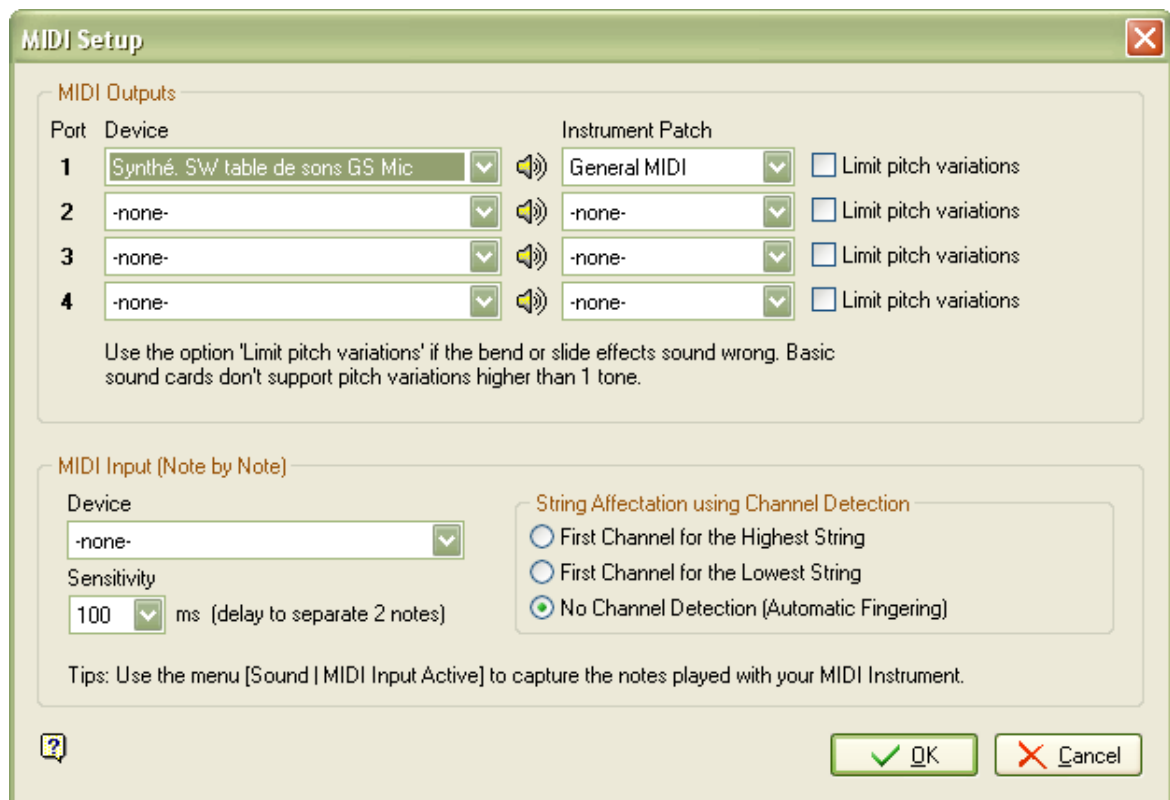 MIDI Setup
MIDI Outputs
Port Device Instrument Patch
1 Synthé. SW table de sons GS Mic General MIDI Limit pitch variations
2 -none- -none- Limit pitch variations
3 -none- -none- Limit pitch variations
4 -none- -none- Limit pitch variations
Use the option 'Limit pitch variations' if the bend or slide effects sound wrong. Basic
sound cards don't support pitch variations higher than 1 tone.
MIDI Input (Note by Note)
Device
-none-
Sensitivity
100 ms (delay to separate 2 notes)
String Affectation using Channel Detection
First Channel for the Highest String
First Channel for the Lowest String
No Channel Detection (Automatic Fingering)
Tips: Use the menu [Sound | MIDI Input Active] to capture the notes played with your MIDI Instrument.
? OK Cancel